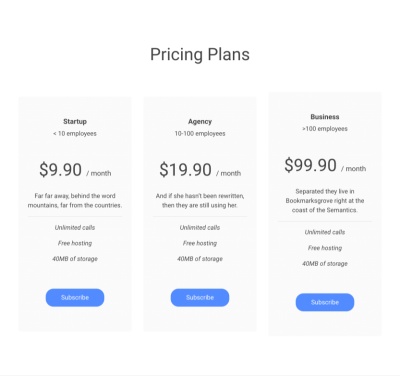 Pricing Plans
Startup
< 10 employees
$9.90 / month
Far far away, behind the word
mountains, far from the countries.
Unlimited calls
Free hosting
40MB of storage
Subscribe
Agency
10-100 employees
$19.90 / month
And if she hasn't been rewritten,
then they are still using her.
Unlimited calls
Free hosting
40MB of storage
Subscribe
Business
>100 employees
$99.90 / month
Separated they live in
Bookmarksgrove right at the
coast of the Semantics.
Unlimited calls
Free hosting
40MB of storage
Subscribe